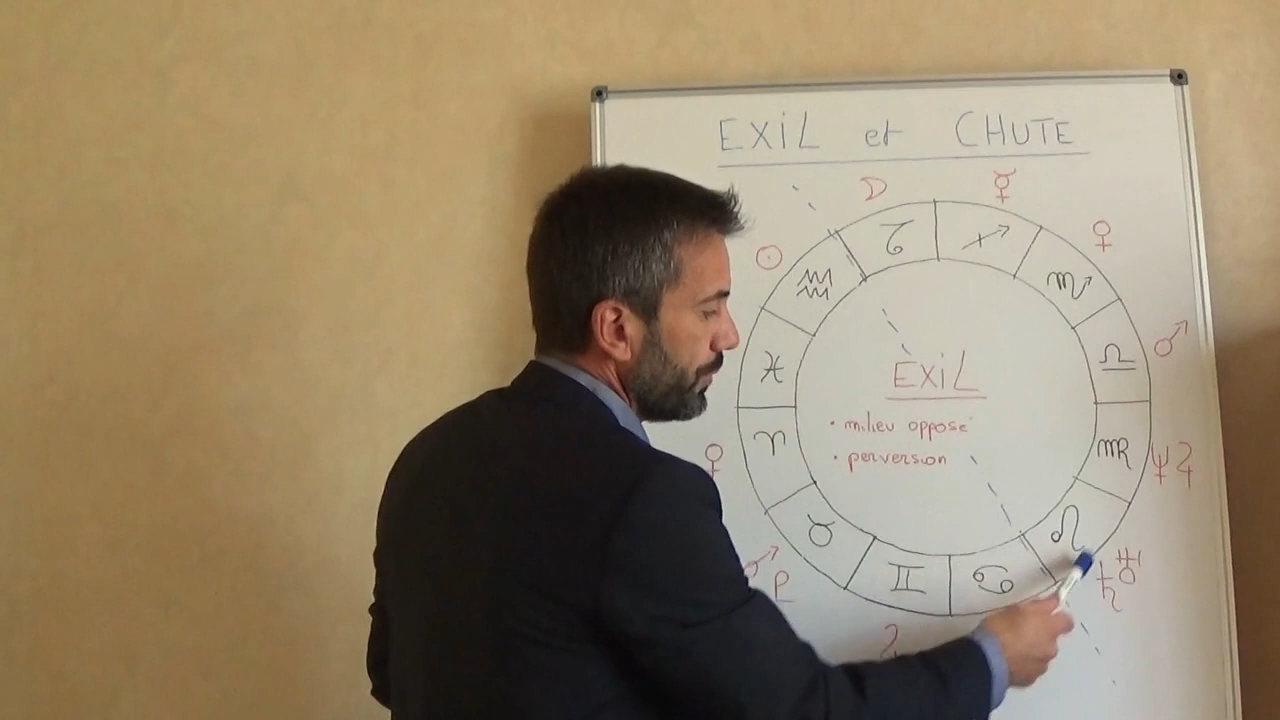 EXIL et CHUTE
EXIL
• milieu opposé
• perversion